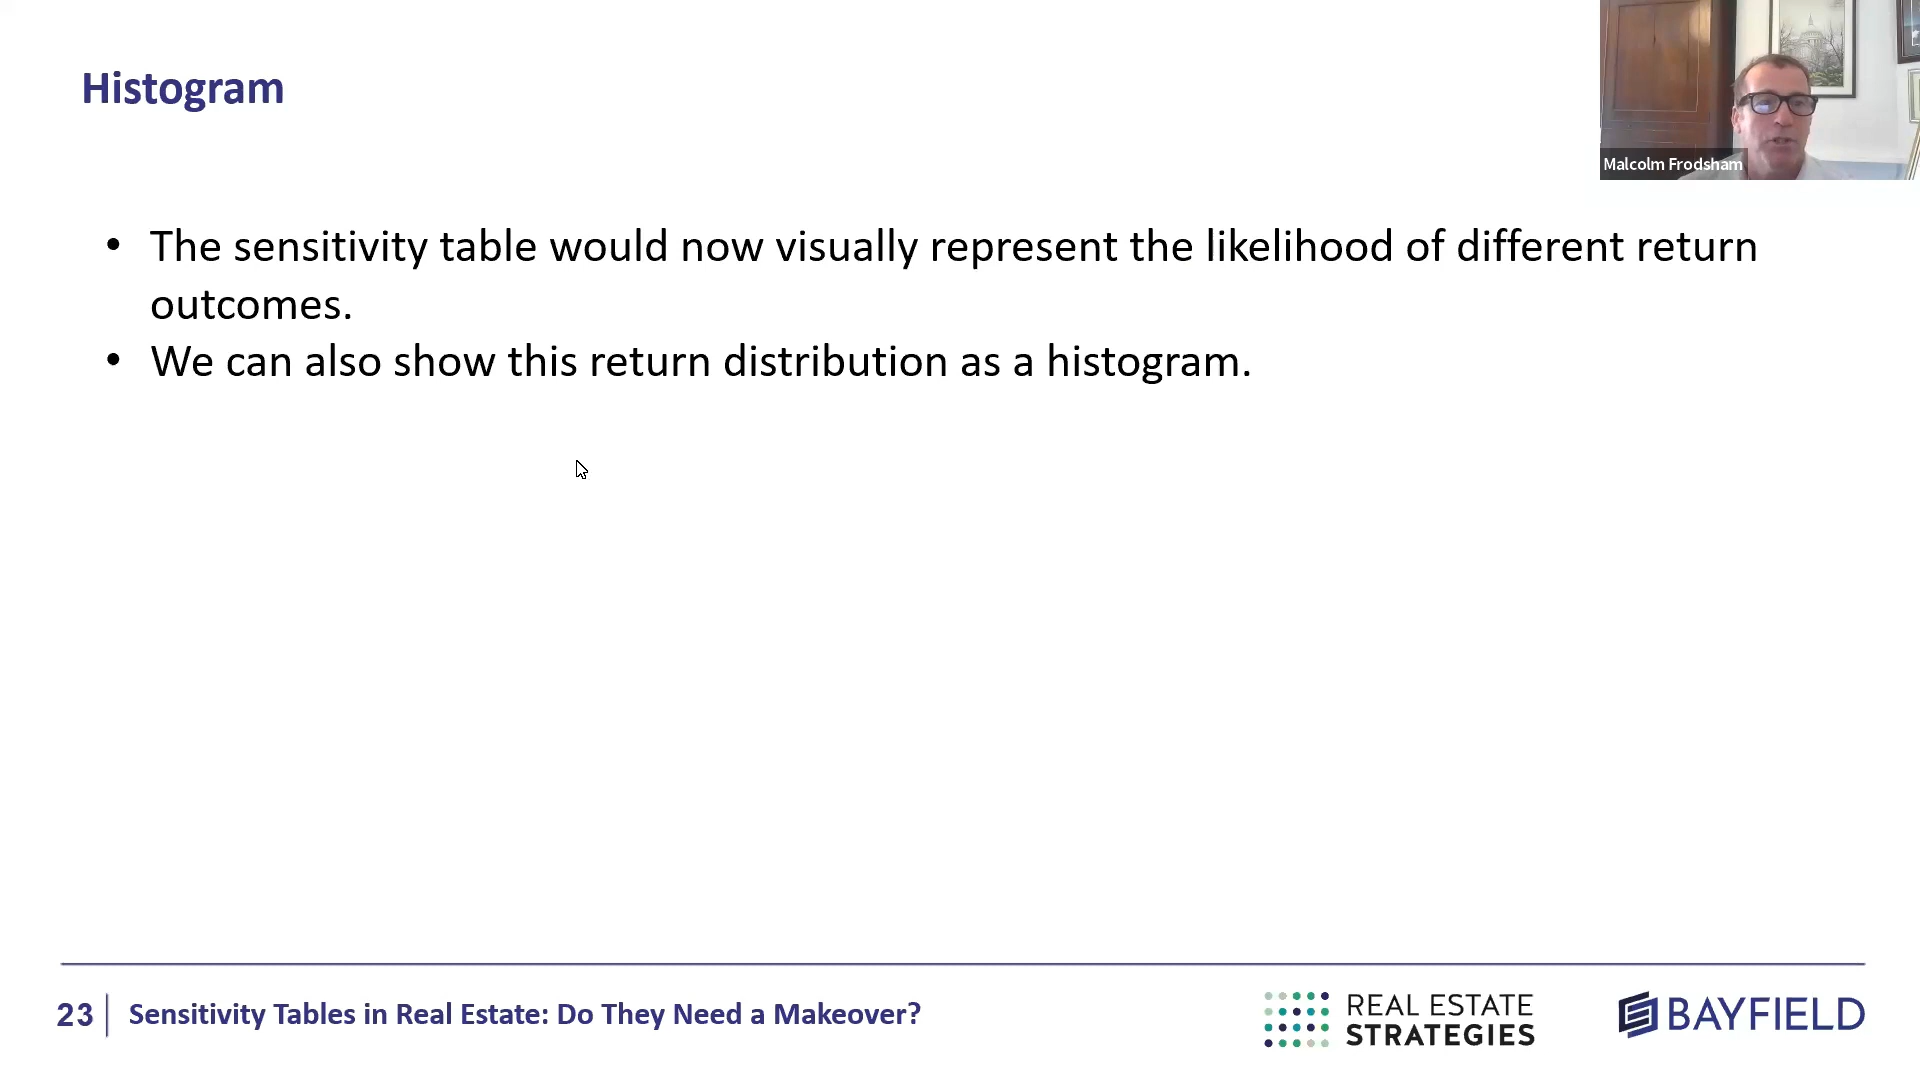 Histogram
Malcolm Frodsham
• The sensitivity table would now visually represent the likelihood of different return
outcomes.
• We can also show this return distribution as a histogram.
23
Sensitivity Tables in Real Estate: Do They Need a Makeover?
REAL ESTATE
STRATEGIES
BAYFIELD